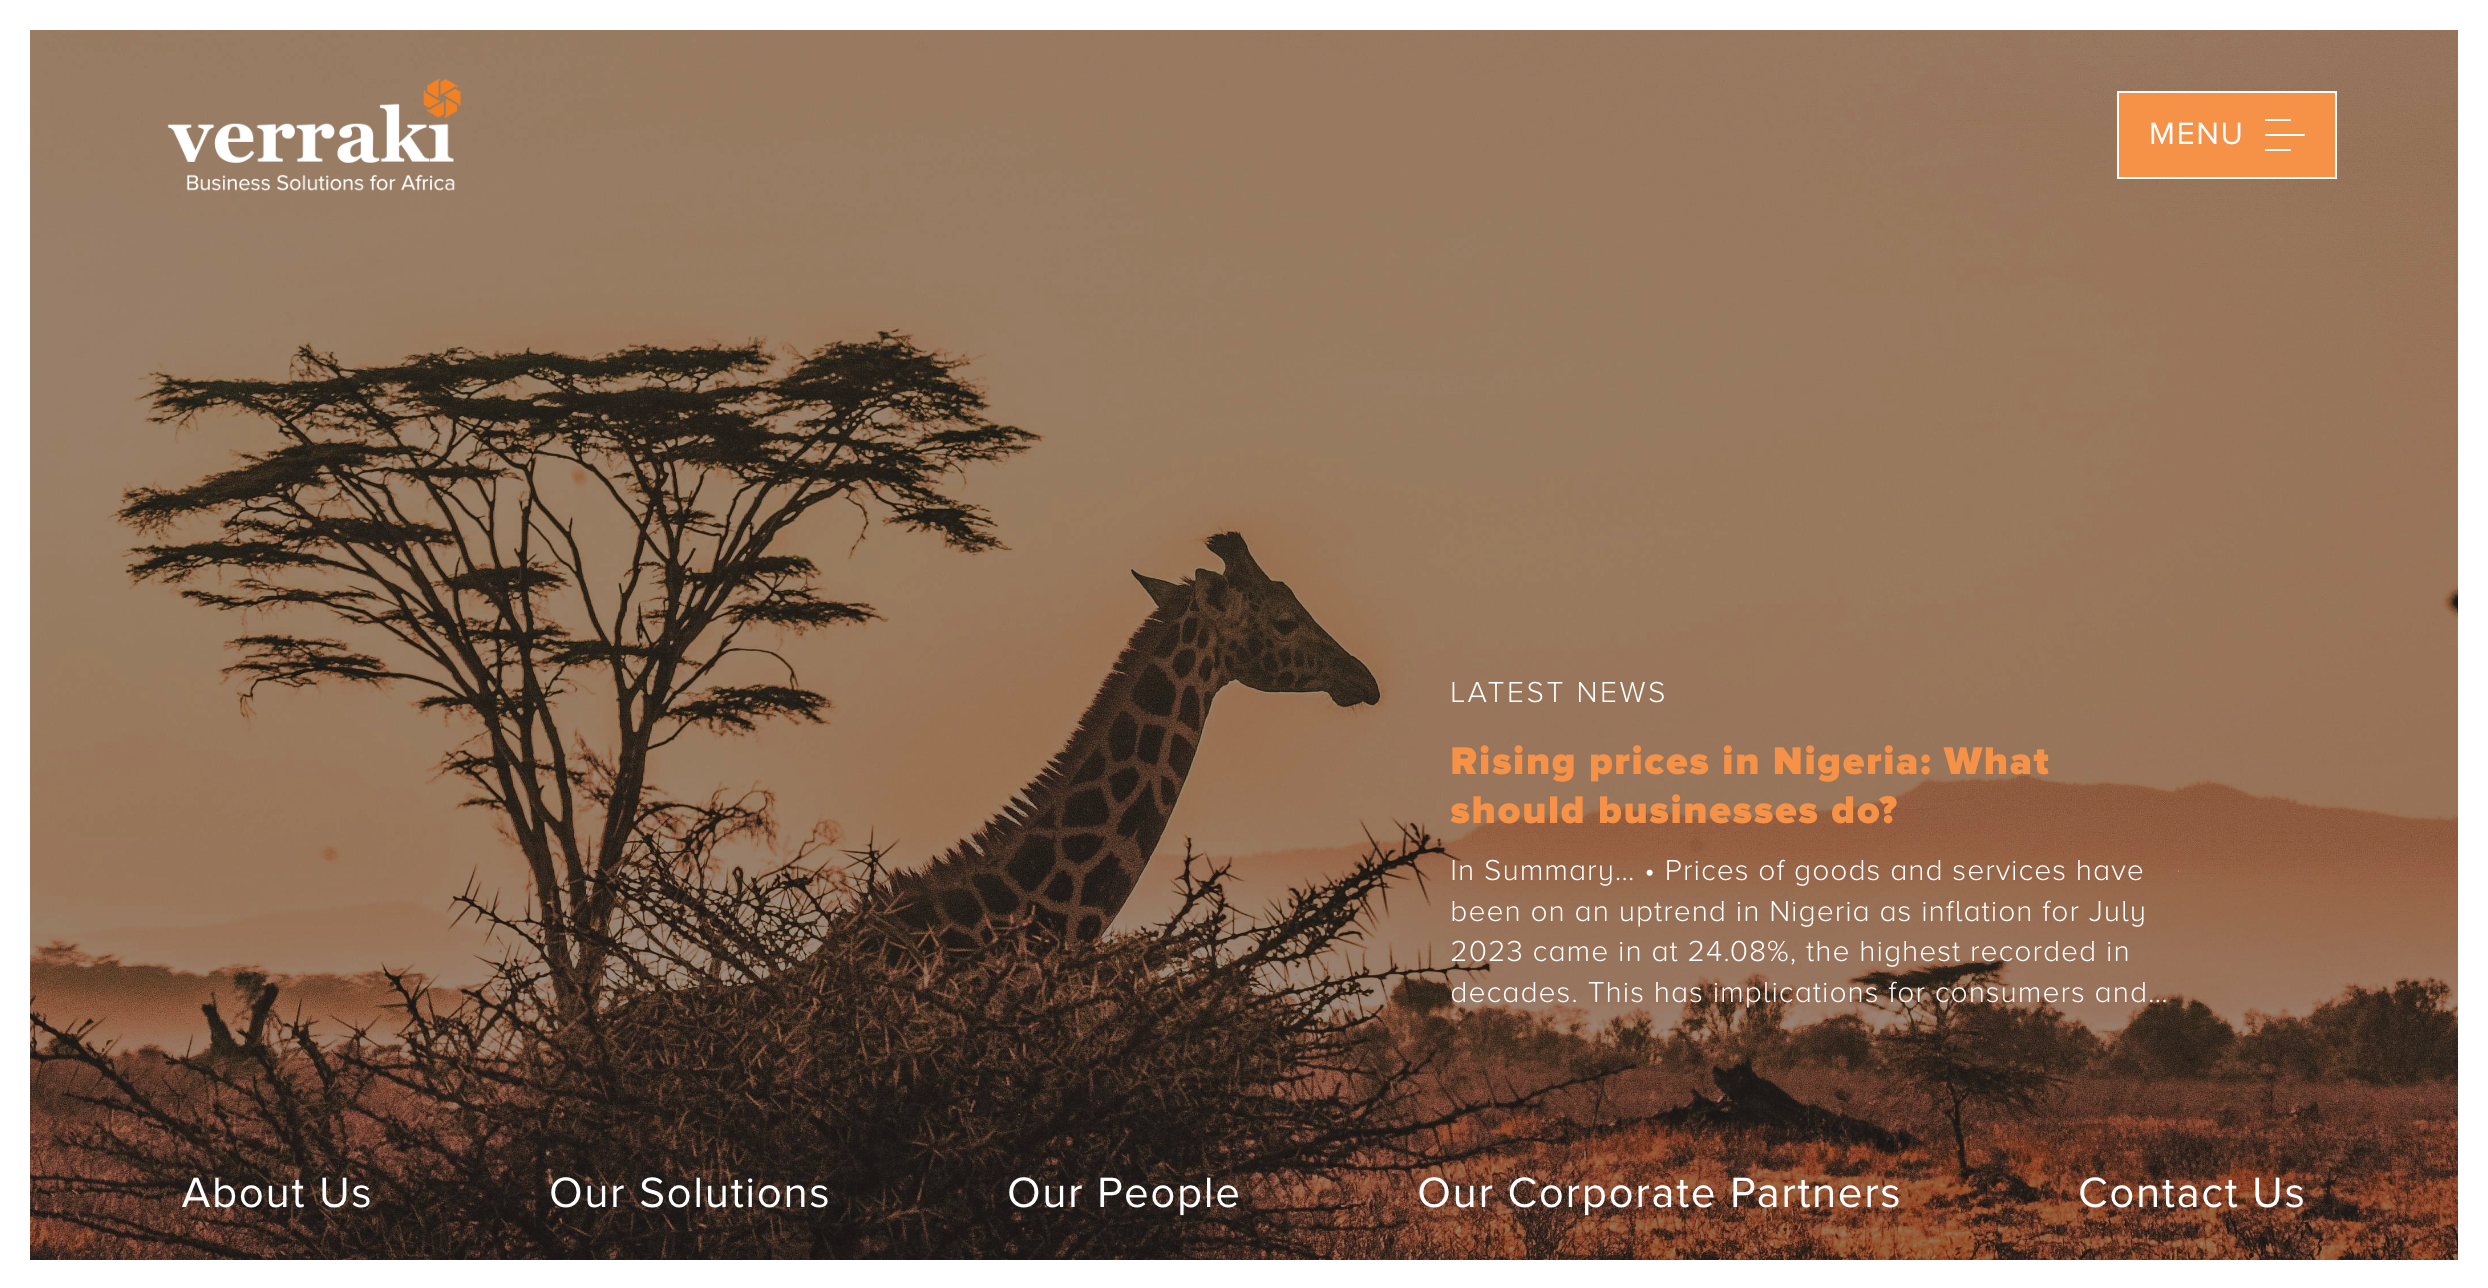 verraki
Business Solutions for Africa
MENU
LATEST NEWS
Rising prices in Nigeria: What
should businesses do?
In Summary... • Prices of goods and services have
been on an uptrend in Nigeria as inflation for July
2023 came in at 24.08%, the highest recorded in
decades. This has implications for consumers and...
About Us
Our Solutions
Our People
Our Corporate Partners
Contact Us